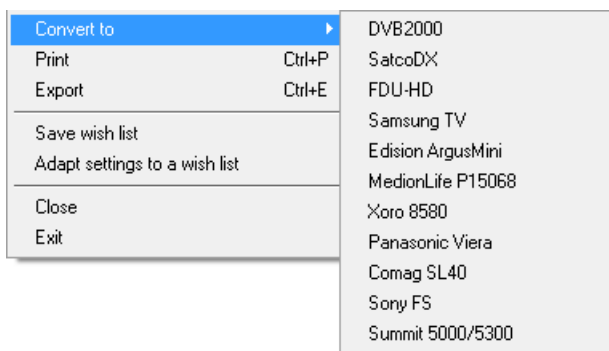 Convert to
Print Ctrl+P
Export Ctrl+E
Save wish list
Adapt settings to a wish list
Close
Exit
DVB2000
SatcoDX
FDU-HD
Samsung TV
Edision ArgusMini
MedionLife P15068
Xoro 8580
Panasonic Viera
Comag SL40
Sony FS
Summit 5000/5300